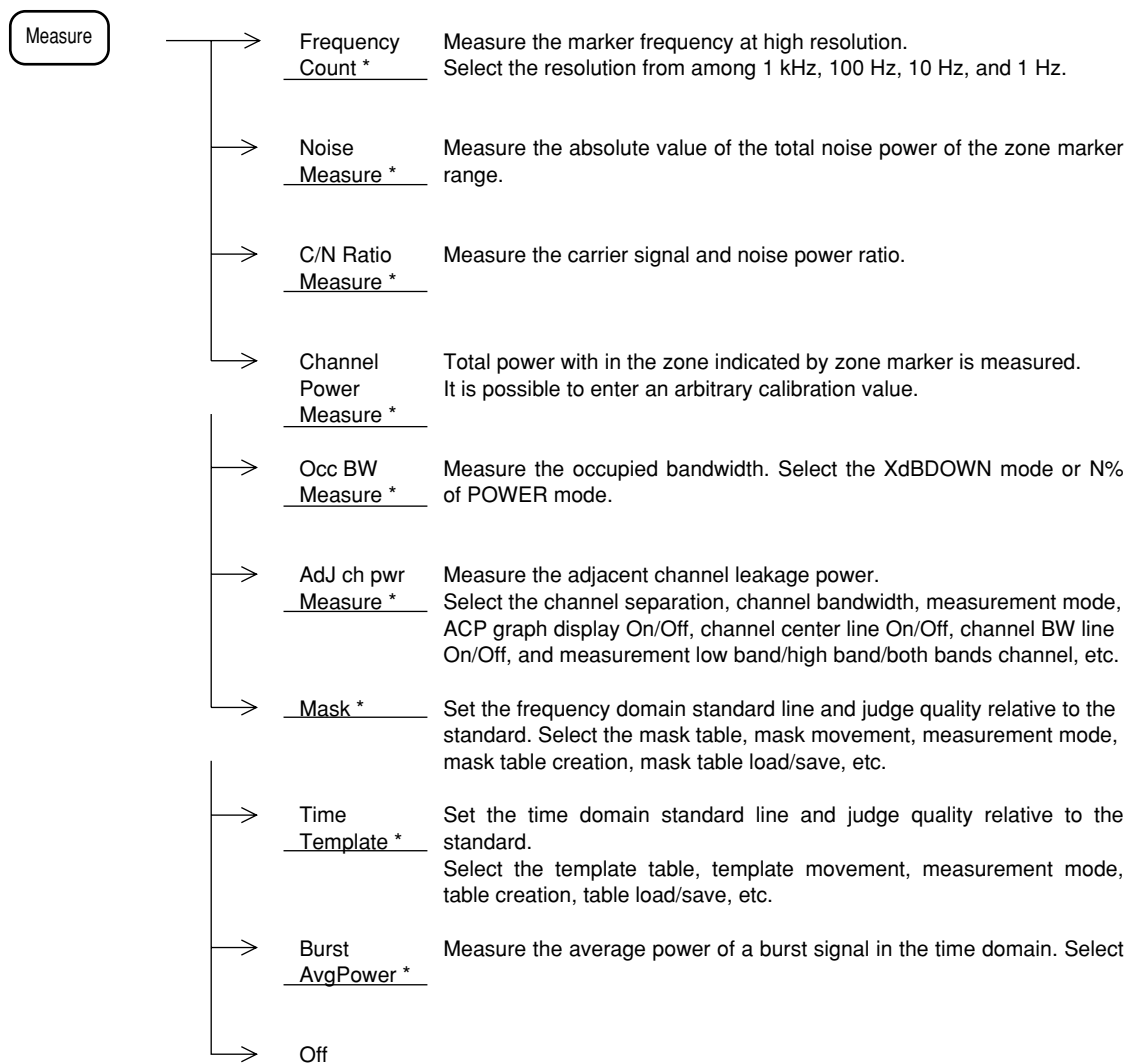 Measure
Frequency Measure the marker frequency at high resolution.
Count * Select the resolution from among 1 kHz, 100 Hz, 10 Hz, and 1 Hz.
Noise Measure the absolute value of the total noise power of the zone marker
Measure * range.
C/N Ratio Measure the carrier signal and noise power ratio.
Measure *
Channel Total power with in the zone indicated by zone marker is measured.
Power It is possible to enter an arbitrary calibration value.
Measure *
Occ BW Measure the occupied bandwidth. Select the XdBDOWN mode or N%
Measure * of POWER mode.
AdJ ch pwr Measure the adjacent channel leakage power.
Measure * Select the channel separation, channel bandwidth, measurement mode,
ACP graph display On/Off, channel center line On/Off, channel BW line
On/Off, and measurement low band/high band/both bands channel, etc.
Mask * Set the frequency domain standard line and judge quality relative to the
standard. Select the mask table, mask movement, measurement mode,
mask table creation, mask table load/save, etc.
Time Set the time domain standard line and judge quality relative to the
Template * standard.
Select the template table, template movement, measurement mode,
table creation, table load/save, etc.
Burst Measure the average power of a burst signal in the time domain. Select
AvgPower *
Off